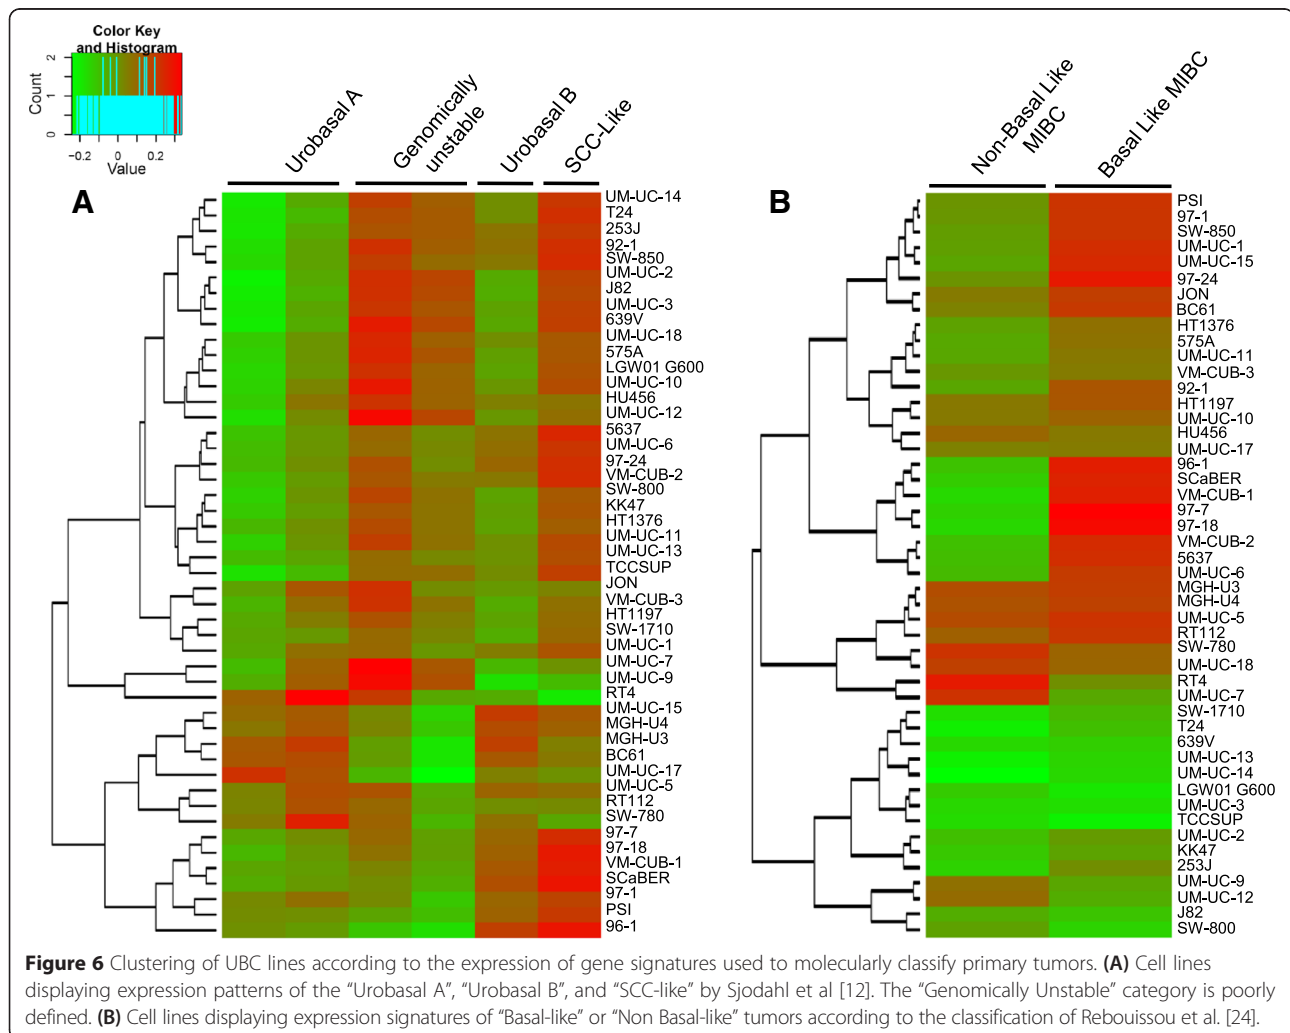 Color Key
and Histogram
Count
0 1 2
−0.2 0 0.2
Value
Urobasal A
Genomically
unstable
Urobasal B
SCC-Like
A
UM-UC-14
T24
253J
92-1
SW-850
UM-UC-2
J82
UM-UC-3
639V
UM-UC-18
575A
LGW01 G600
UM-UC-10
HU456
UM-UC-12
5637
UM-UC-6
97-24
VM-CUB-2
SW-800
KK47
HT1376
UM-UC-11
UM-UC-13
TCCSUP
JON
VM-CUB-3
HT1197
SW-1710
UM-UC-1
UM-UC-7
UM-UC-9
RT4
UM-UC-15
MGH-U4
MGH-U3
BC61
UM-UC-17
UM-UC-5
RT112
SW-780
97-7
97-18
VM-CUB-1
SCaBER
97-1
PSI
96-1
Non-Basal Like
MIBC
Basal Like MIBC
B
PSI
97-1
SW-850
UM-UC-1
UM-UC-15
97-24
JON
BC61
HT1376
575A
UM-UC-11
VM-CUB-3
92-1
HT1197
UM-UC-10
HU456
UM-UC-17
96-1
SCaBER
VM-CUB-1
97-7
97-18
VM-CUB-2
5637
UM-UC-6
MGH-U3
MGH-U4
UM-UC-5
RT112
SW-780
UM-UC-18
RT4
UM-UC-7
SW-1710
T24
639V
UM-UC-13
UM-UC-14
LGW01 G600
UM-UC-3
TCCSUP
UM-UC-2
KK47
253J
UM-UC-9
UM-UC-12
J82
SW-800
Figure 6 Clustering of UBC lines according to the expression of gene signatures used to molecularly classify primary tumors. (A) Cell lines
displaying expression patterns of the “Urobasal A”, “Urobasal B”, and “SCC-like” by Sjodahl et al [12]. The “Genomically Unstable” category is poorly
defined. (B) Cell lines displaying expression signatures of “Basal-like” or “Non Basal-like” tumors according to the classification of Rebouissou et al. [24].